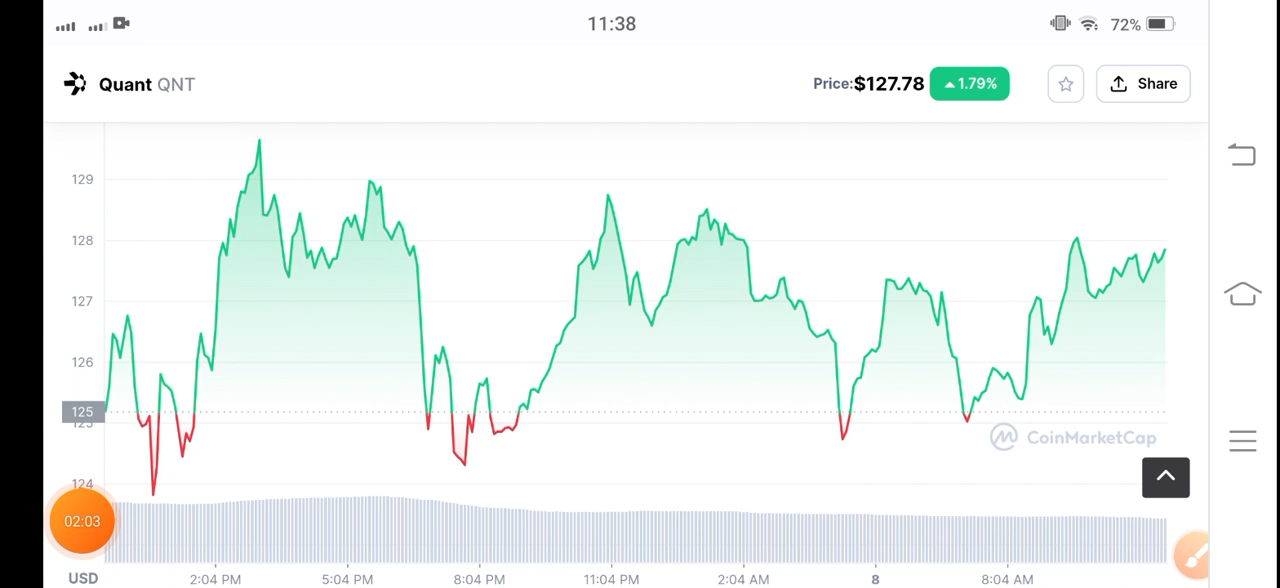 11:38
72%
Quant QNT
Price:$127.78 1.79%
Share
129
128
127
126
125
124
CoinMarketCap
02:03
USD
2:04 PM 5:04 PM 8:04 PM 11:04 PM 2:04 AM 8 8:04 AM